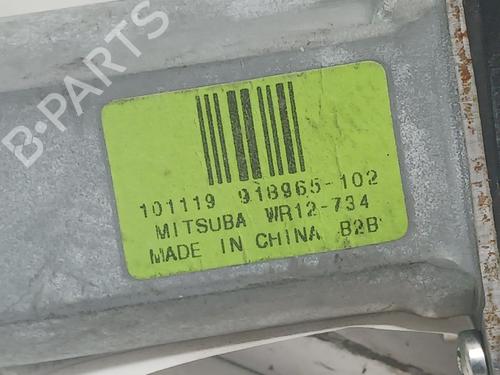 B-PARTS
101119 918965-102
MITSUBA WR12-734
MADE IN CHINA B2B